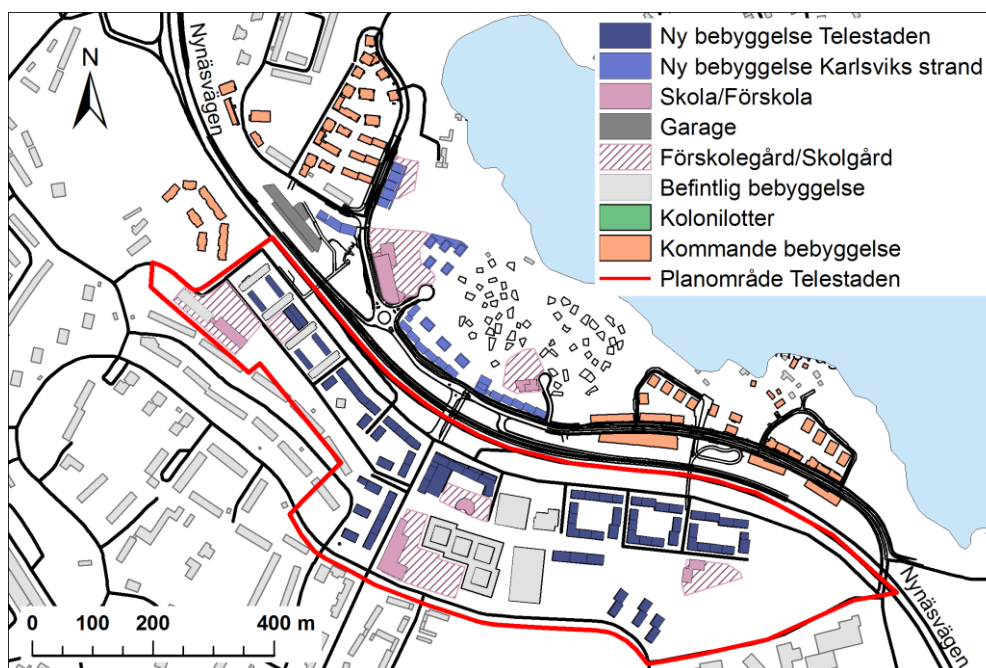 N
Nynäsvägen
Ny bebyggelse Telestaden
Ny bebyggelse Karlsviks strand
Skola/Förskola
Garage
Förskolegård/Skolgård
Befintlig bebyggelse
Kolonilotter
Kommande bebyggelse
Planområde Telestaden
Nynäsvägen
0 100 200 400 m